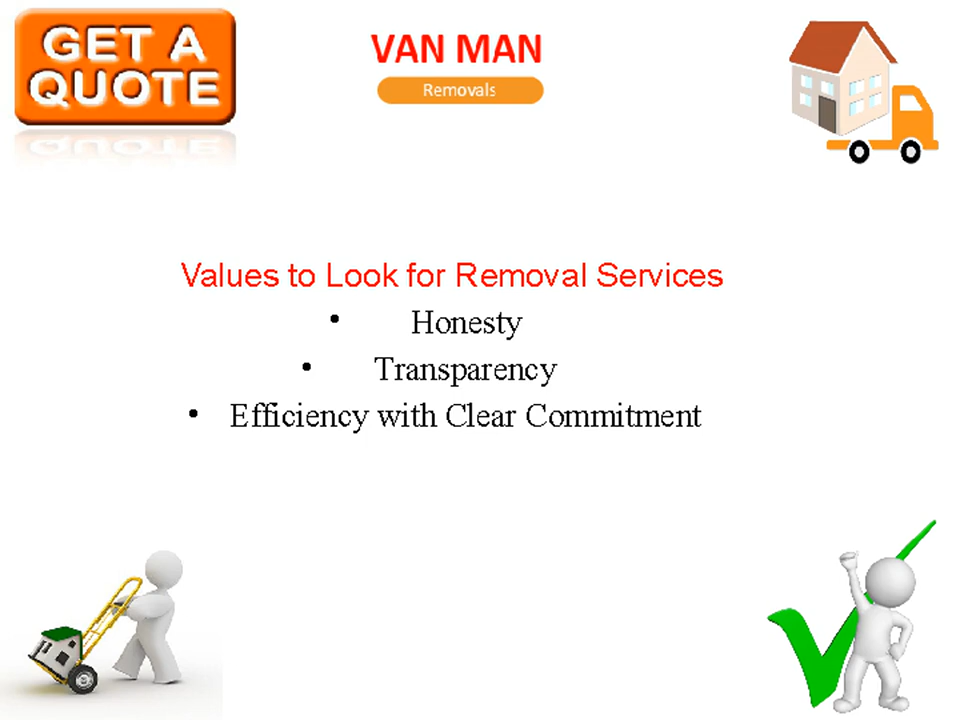 GET A
QUOTE
VAN MAN
Removals
Values to Look for Removal Services
• Honesty
• Transparency
• Efficiency with Clear Commitment